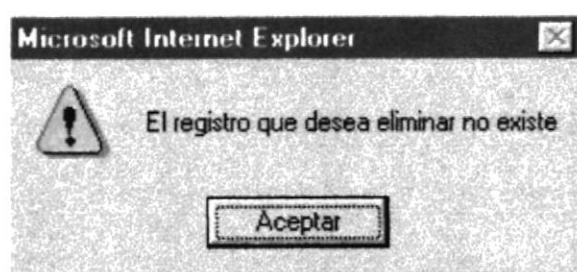 Microsoft Internet Explorer
El registro que desea eliminar no existe
Aceptar